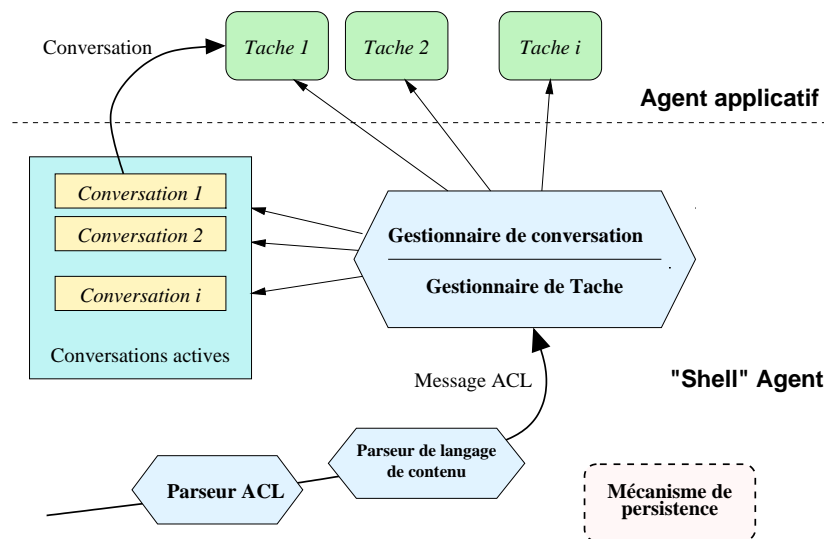 Conversation
Tache 1
Tache 2
Tache i
Agent applicatif
Conversation 1
Conversation 2
Conversation i
Conversations actives
Gestionnaire de conversation
Gestionnaire de Tache
Message ACL
"Shell" Agent
Parseur de langage
de contenu
Parseur ACL
Mécanisme de
persistence